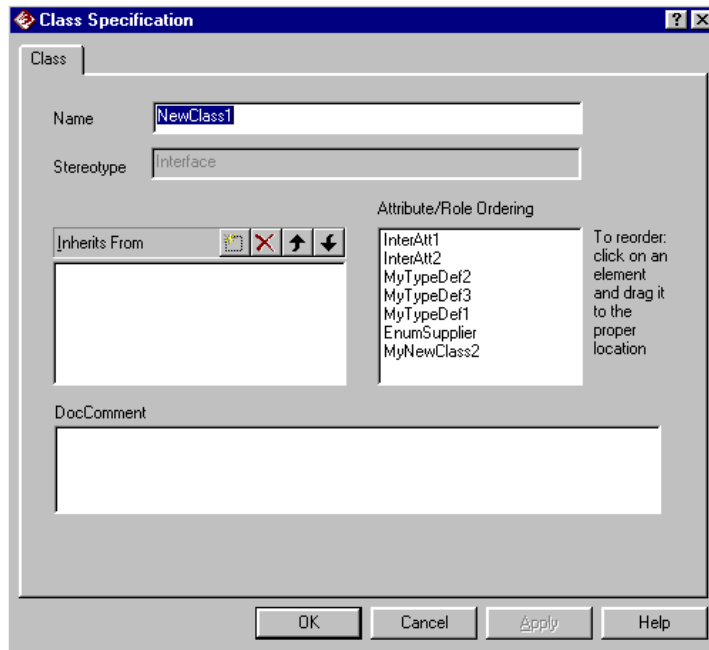 Class Specification
Class
Name
NewClass1
Stereotype
Interface
Attribute/Role Ordering
Inherits From
InterAtt1
InterAtt2
MyTypeDef2
MyTypeDef3
MyTypeDef1
EnumSupplier
MyNewClass2
To reorder:
click on an
element
and drag it
to the
proper
location
DocComment
OK
Cancel
Apply
Help